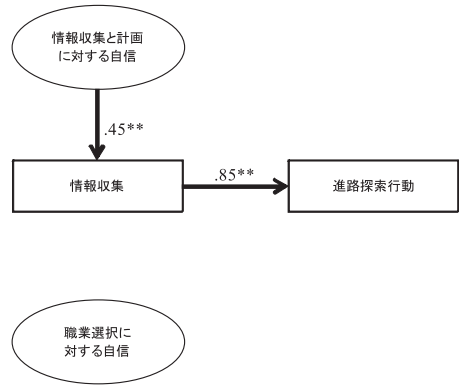 情報収集と計画
に対する自信
.45**
情報収集
.85**
進路探索行動
職業選択に
対する自信